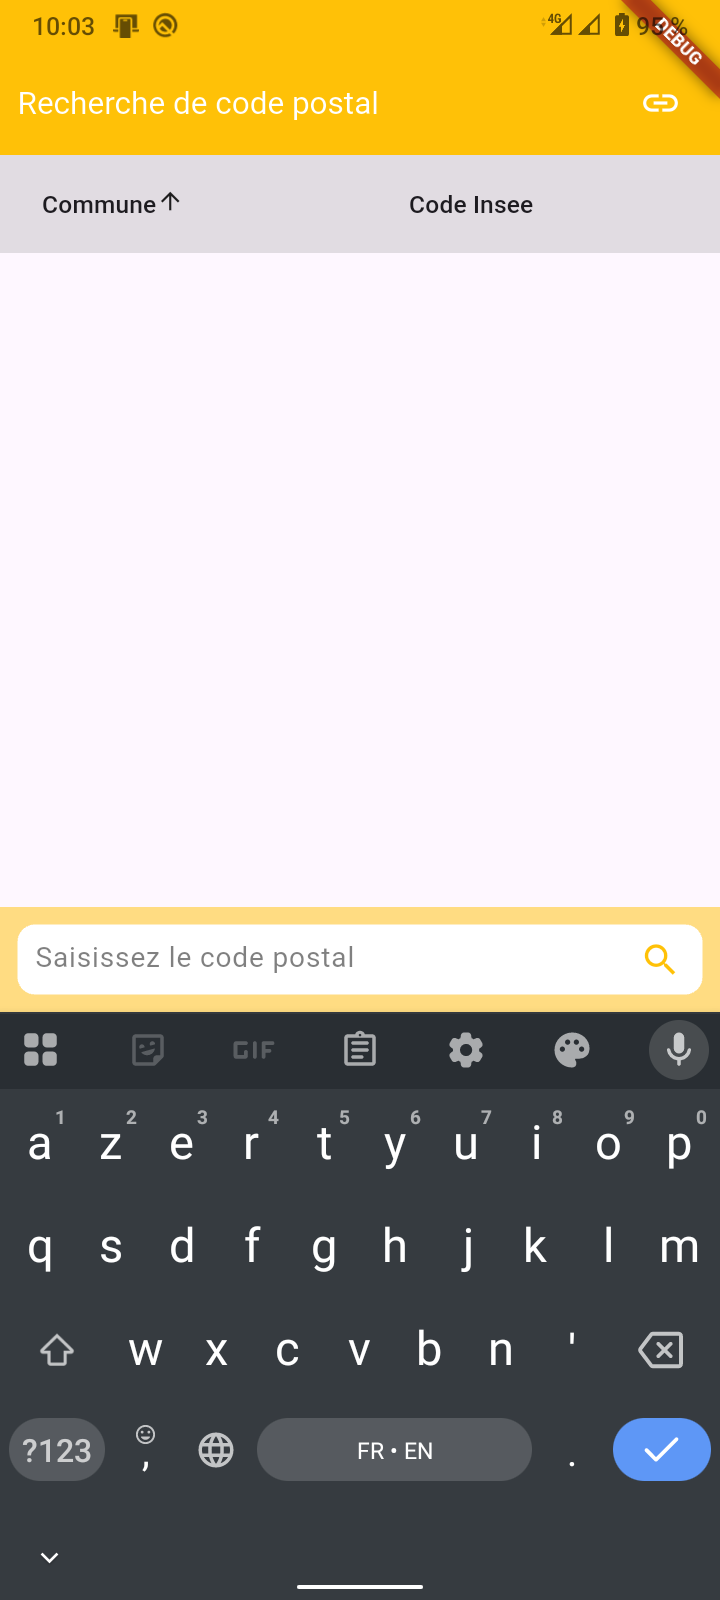 10:03 4G 95 %
DEBUG
Recherche de code postal
Commune Code Insee
Saisissez le code postal
GIF
1 2 3 4 5 6 7 8 9 0
a z e r t y u i o p
q s d f g h j k l m
w x c v b n '
?123 , FR • EN .